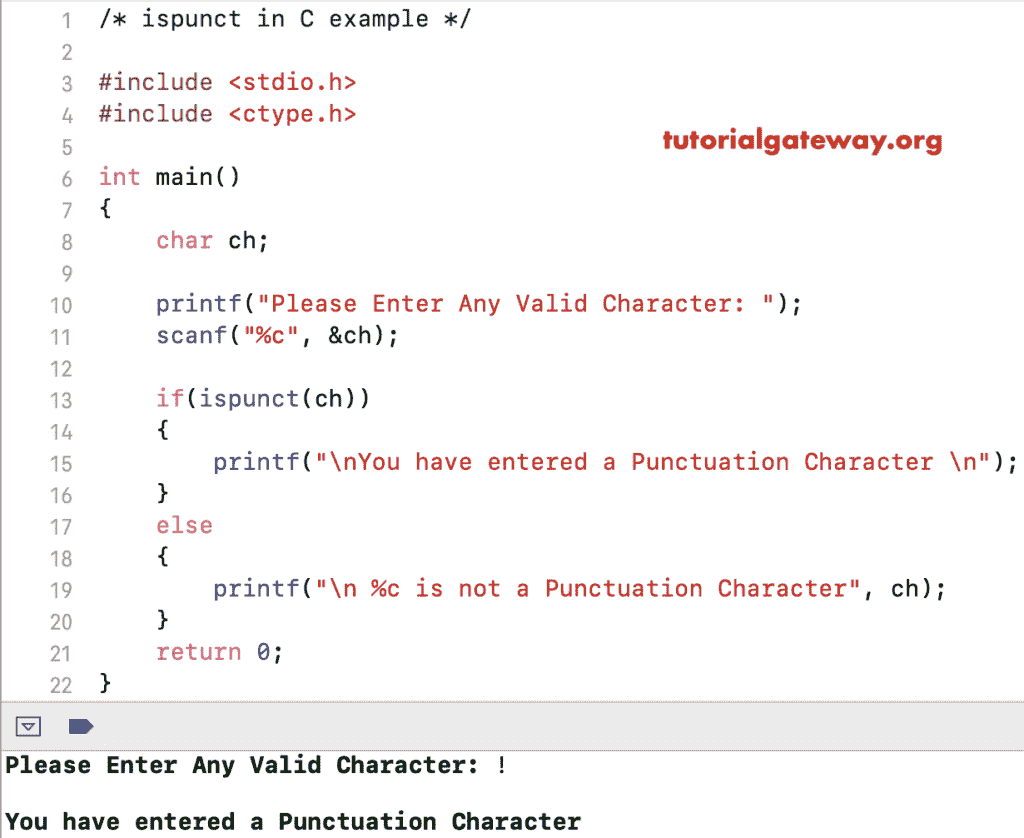 1 /* ispunct in C example */
2
3 #include <stdio.h>
4 #include <ctype.h>
tutorialgateway.org
5
6 int main()
7 {
8     char ch;
9
10     printf("Please Enter Any Valid Character: ");
11     scanf("%c", &ch);
12
13     if(ispunct(ch))
14     {
15         printf("\nYou have entered a Punctuation Character \n");
16     }
17     else
18     {
19         printf("\n %c is not a Punctuation Character", ch);
20     }
21     return 0;
22 }
Please Enter Any Valid Character: !
You have entered a Punctuation Character